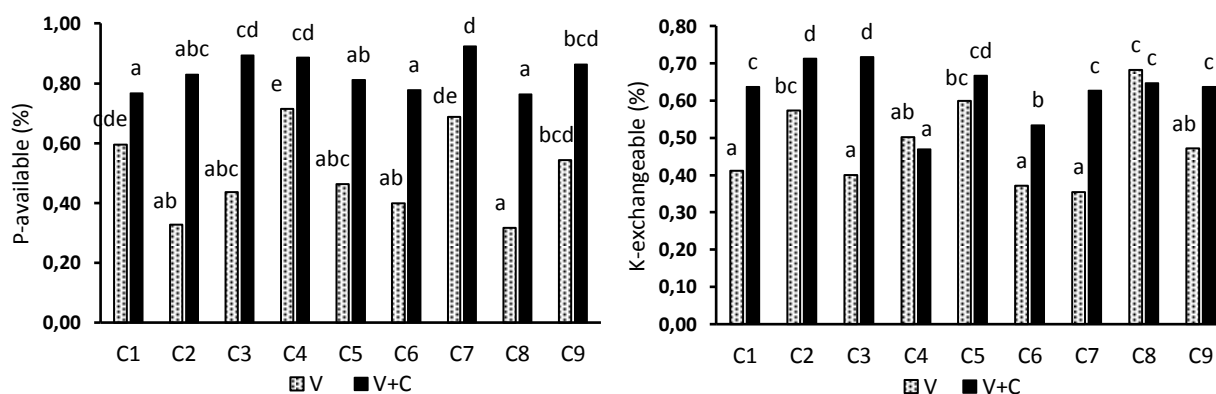 P-available (%)
1,00
0,80
0,60
0,40
0,20
0,00
cde
a
ab
abc
abc
cd
e
cd
abc
ab
ab
a
de
d
a
a
bcd
bcd
C1 C2 C3 C4 C5 C6 C7 C8 C9
V V+C
K-exchangeable (%)
0,80
0,70
0,60
0,50
0,40
0,30
0,20
0,10
0,00
a
c
bc
d
a
d
ab
a
bc
cd
a
b
a
c
c
c
ab
c
C1 C2 C3 C4 C5 C6 C7 C8 C9
V V+C